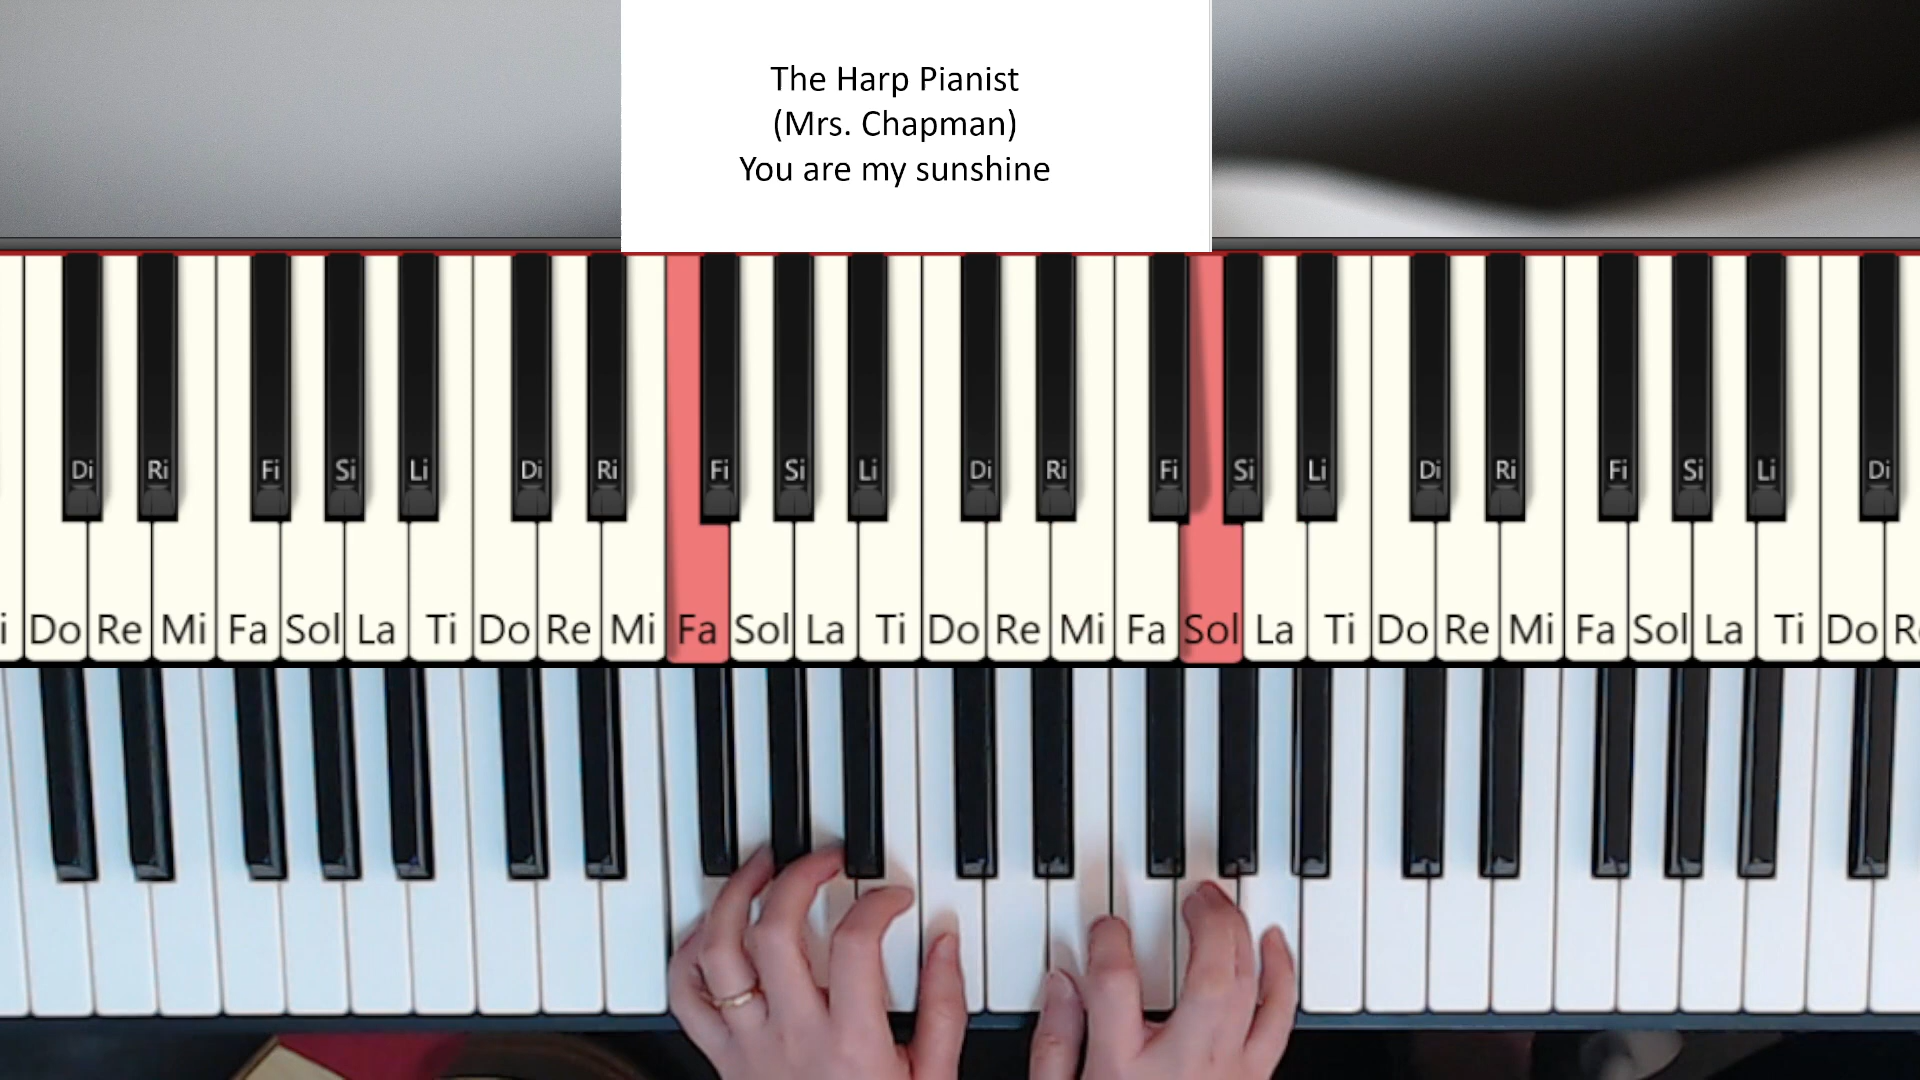 The Harp Pianist
(Mrs. Chapman)
You are my sunshine
Di Ri Fi Si Li Di Ri Fi Si Li Di Ri Fi Si Li Di Ri Fi Si Li Di
i Do Re Mi Fa Sol La Ti Do Re Mi Fa Sol La Ti Do Re Mi Fa Sol La Ti Do Re Mi Fa Sol La Ti Do R